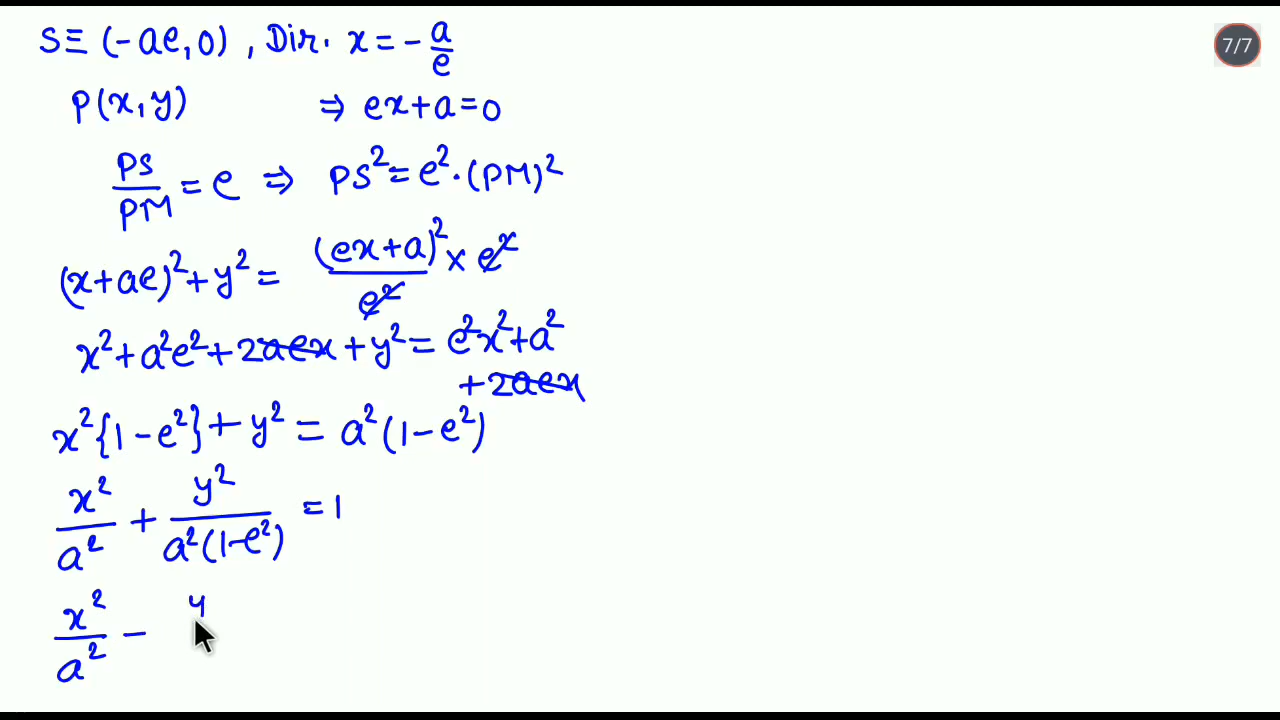 S≡ (-ae, 0) , Dir. x = -a/e
7/7
P(x, y) ⇒ ex+a=0
PS/PM = e ⇒ PS² = e² · (PM)²
(x+ae)² + y² = (ex+a)²/e² × e²
x² + a²e² + 2aex + y² = e²x² + a²
+ 2aex
x²{1-e²} + y² = a²(1-e²)
x²/a² + y²/a²(1-e²) = 1
x²/a² - y